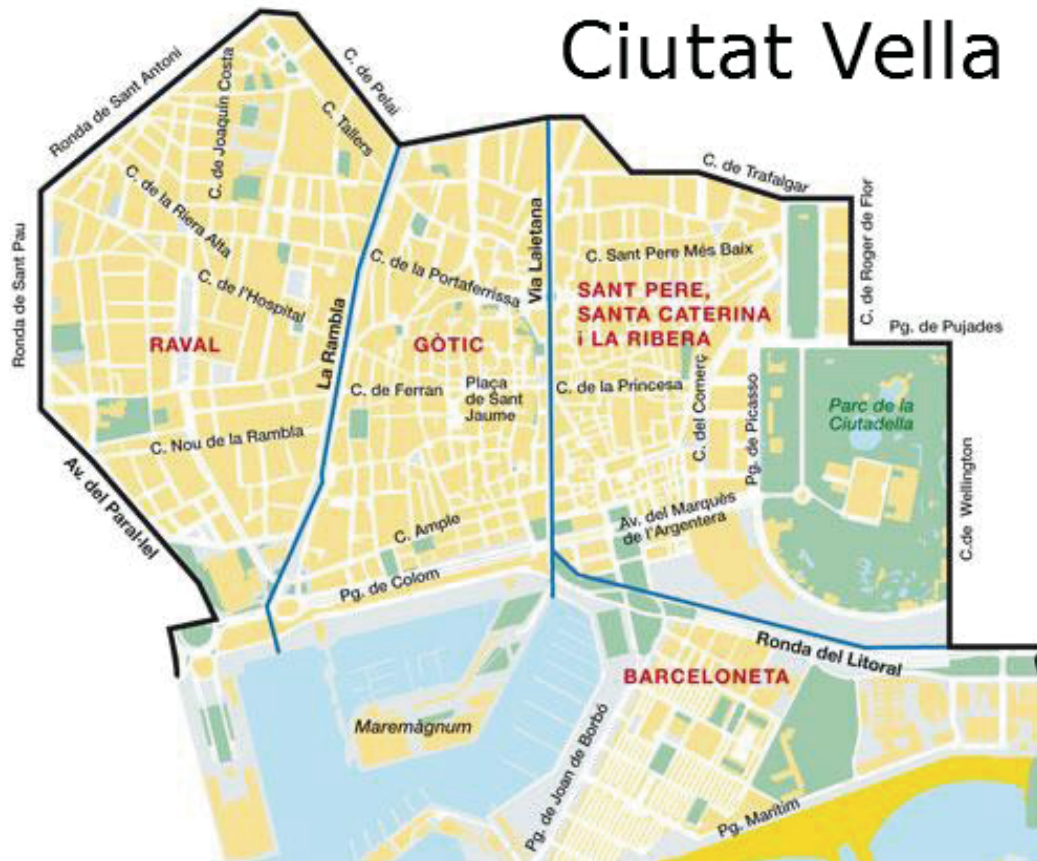 Ciutat Vella
Ronda de Sant Antoni
C. de Pelai
C. de Joaquín Costa
C. Tallers
C. de Trafalgar
C. de la Riera Alta
C. de Roger de Flor
Ronda de Sant Pau
C. de la Portaferrissa
Via Laietana
C. Sant Pere Més Baix
C. de l'Hospital
La Rambla
SANT PERE,
SANTA CATERINA
i LA RIBERA
Pg. de Pujades
RAVAL
GÒTIC
C. de Ferran
Plaça
de Sant
Jaume
C. de la Princesa
C. del Comerç
Pg. de Picasso
Parc de la
Ciutadella
C. Nou de la Rambla
Av. del Paral·lel
C. Ample
Av. del Marquès
de l'Argentera
C.de Wellington
Pg. de Colom
Ronda del Litoral
BARCELONETA
Maremàgnum
Pg. de Joan de Borbó
Pg. Marítim